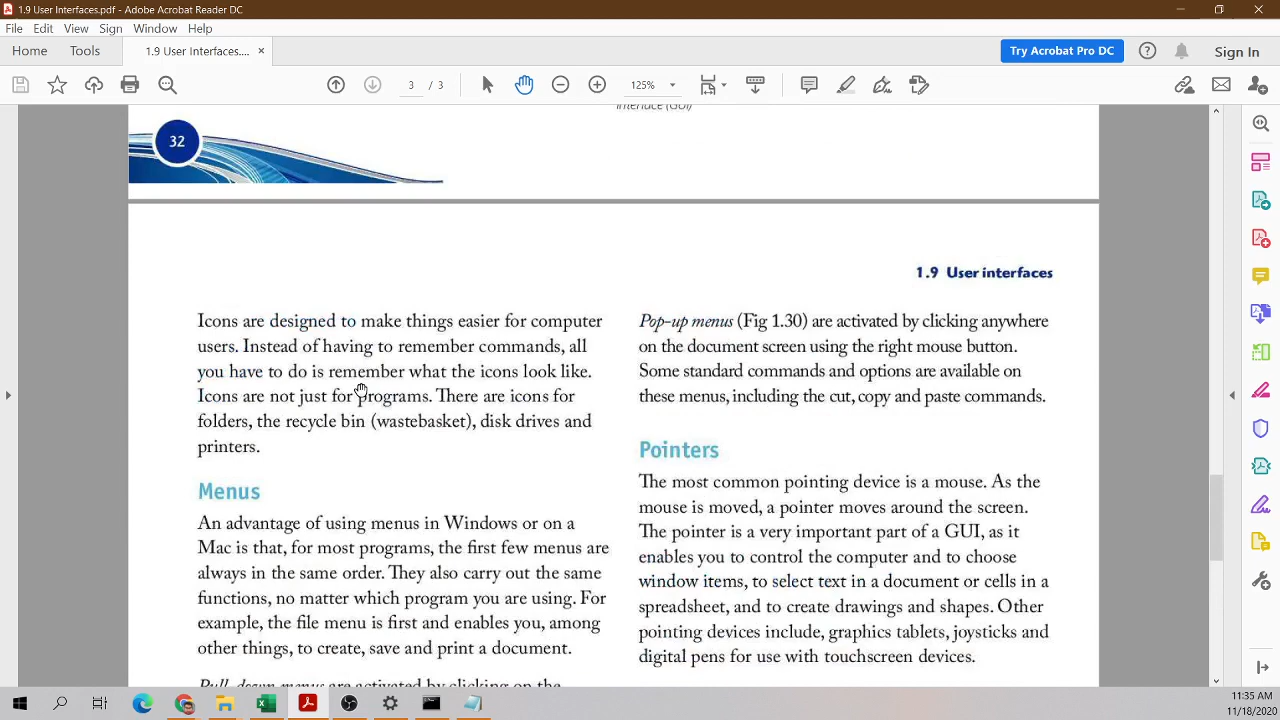 1.9 User Interfaces.pdf - Adobe Acrobat Reader DC
File Edit View Sign Window Help
Home Tools 1.9 User Interfaces.... × Try Acrobat Pro DC Sign In
3 / 3 125%
Interface (GUI)
32
1.9 User interfaces
Icons are designed to make things easier for computer
users. Instead of having to remember commands, all
you have to do is remember what the icons look like.
Icons are not just for programs. There are icons for
folders, the recycle bin (wastebasket), disk drives and
printers.
Menus
An advantage of using menus in Windows or on a
Mac is that, for most programs, the first few menus are
always in the same order. They also carry out the same
functions, no matter which program you are using. For
example, the file menu is first and enables you, among
other things, to create, save and print a document.
Pull-down menus are activated by clicking on the
Pop-up menus (Fig 1.30) are activated by clicking anywhere
on the document screen using the right mouse button.
Some standard commands and options are available on
these menus, including the cut, copy and paste commands.
Pointers
The most common pointing device is a mouse. As the
mouse is moved, a pointer moves around the screen.
The pointer is a very important part of a GUI, as it
enables you to control the computer and to choose
window items, to select text in a document or cells in a
spreadsheet, and to create drawings and shapes. Other
pointing devices include, graphics tablets, joysticks and
digital pens for use with touchscreen devices.
11:35 AM
11/18/2020